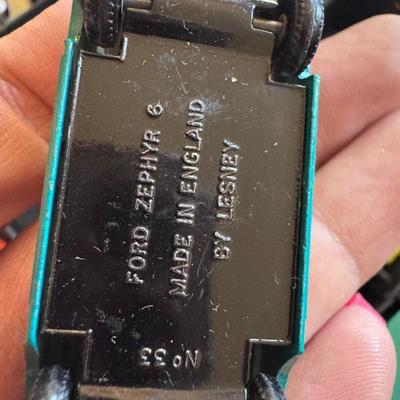 FORD ZEPHYR 6
MADE IN ENGLAND
BY LESNEY
Nº 33